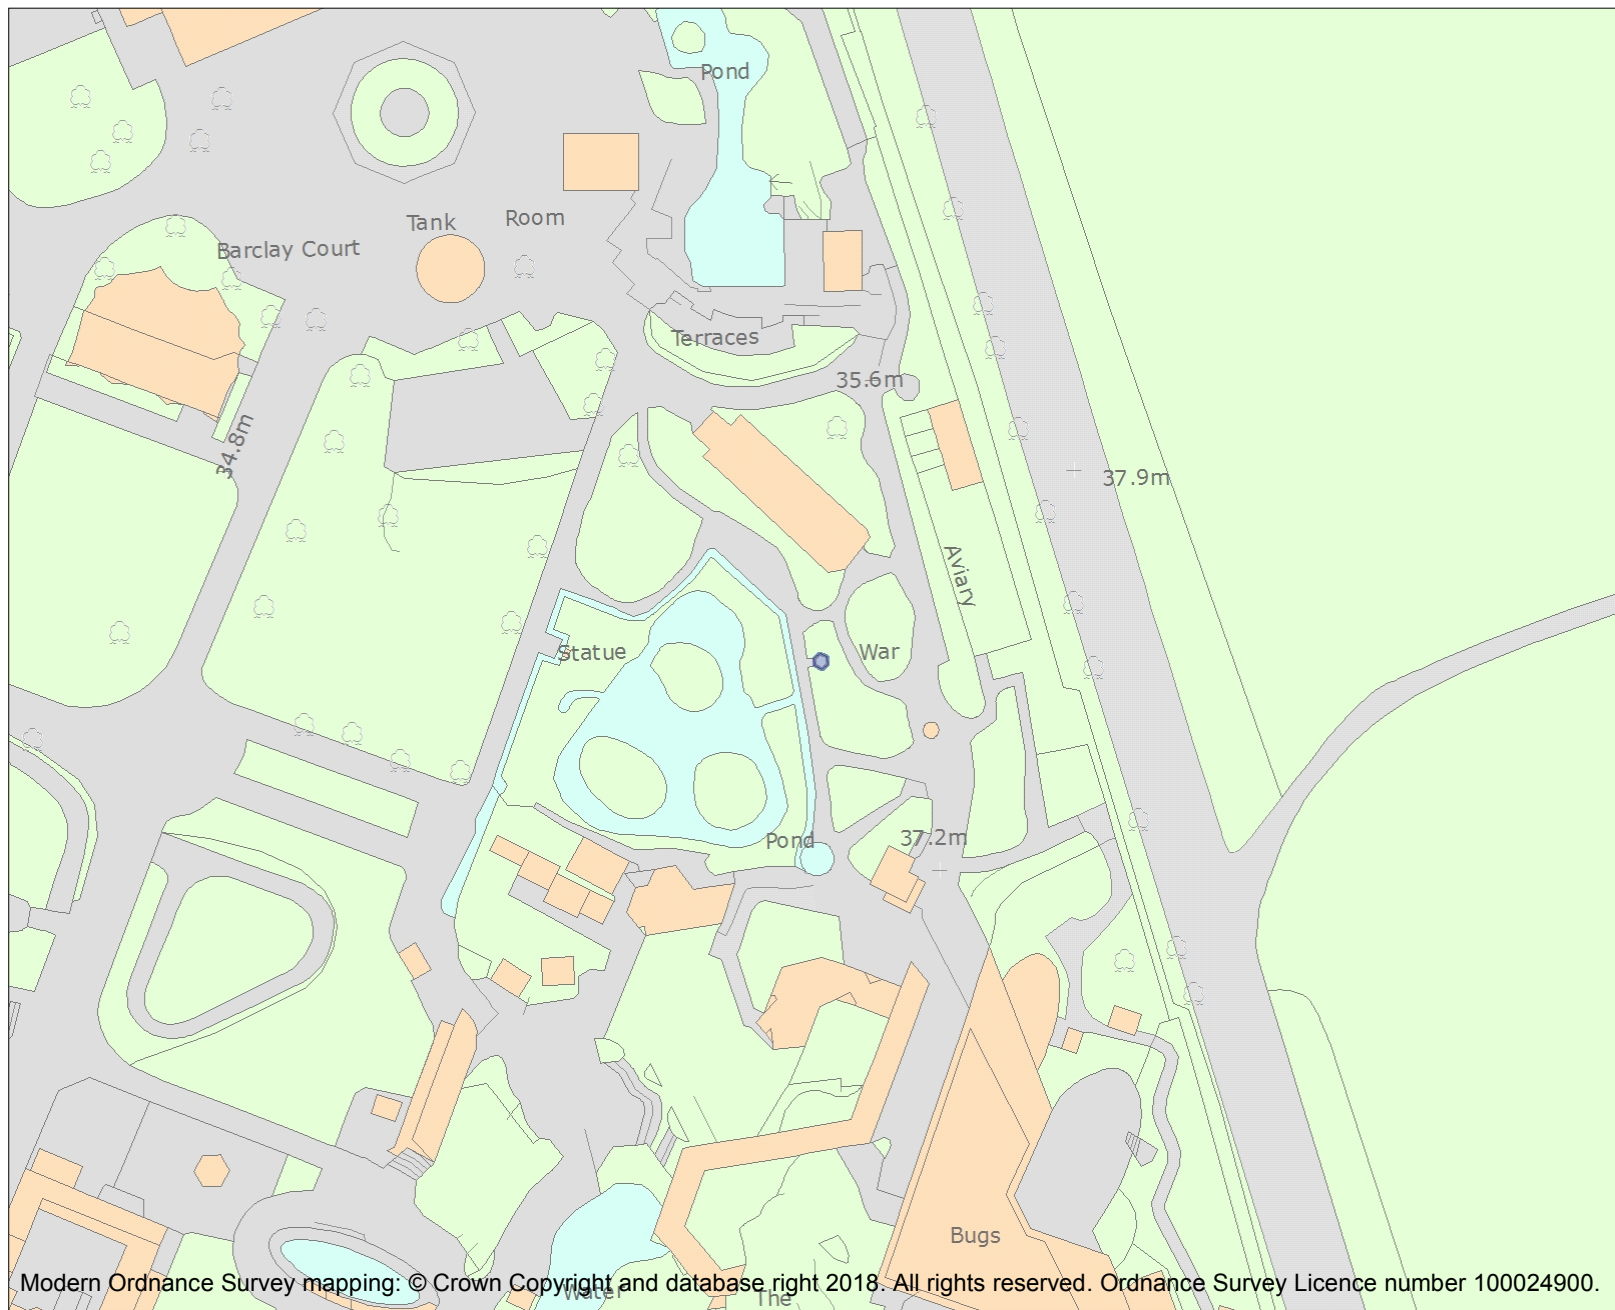 Pond
Tank
Room
Barclay Court
Terraces
35.6m
34.8m
37.9m
Aviary
Statue
War
Pond
37.2m
Bugs
Modern Ordnance Survey mapping: © Crown Copyright and database right 2018. All rights reserved. Ordnance Survey Licence number 100024900.
Water
The